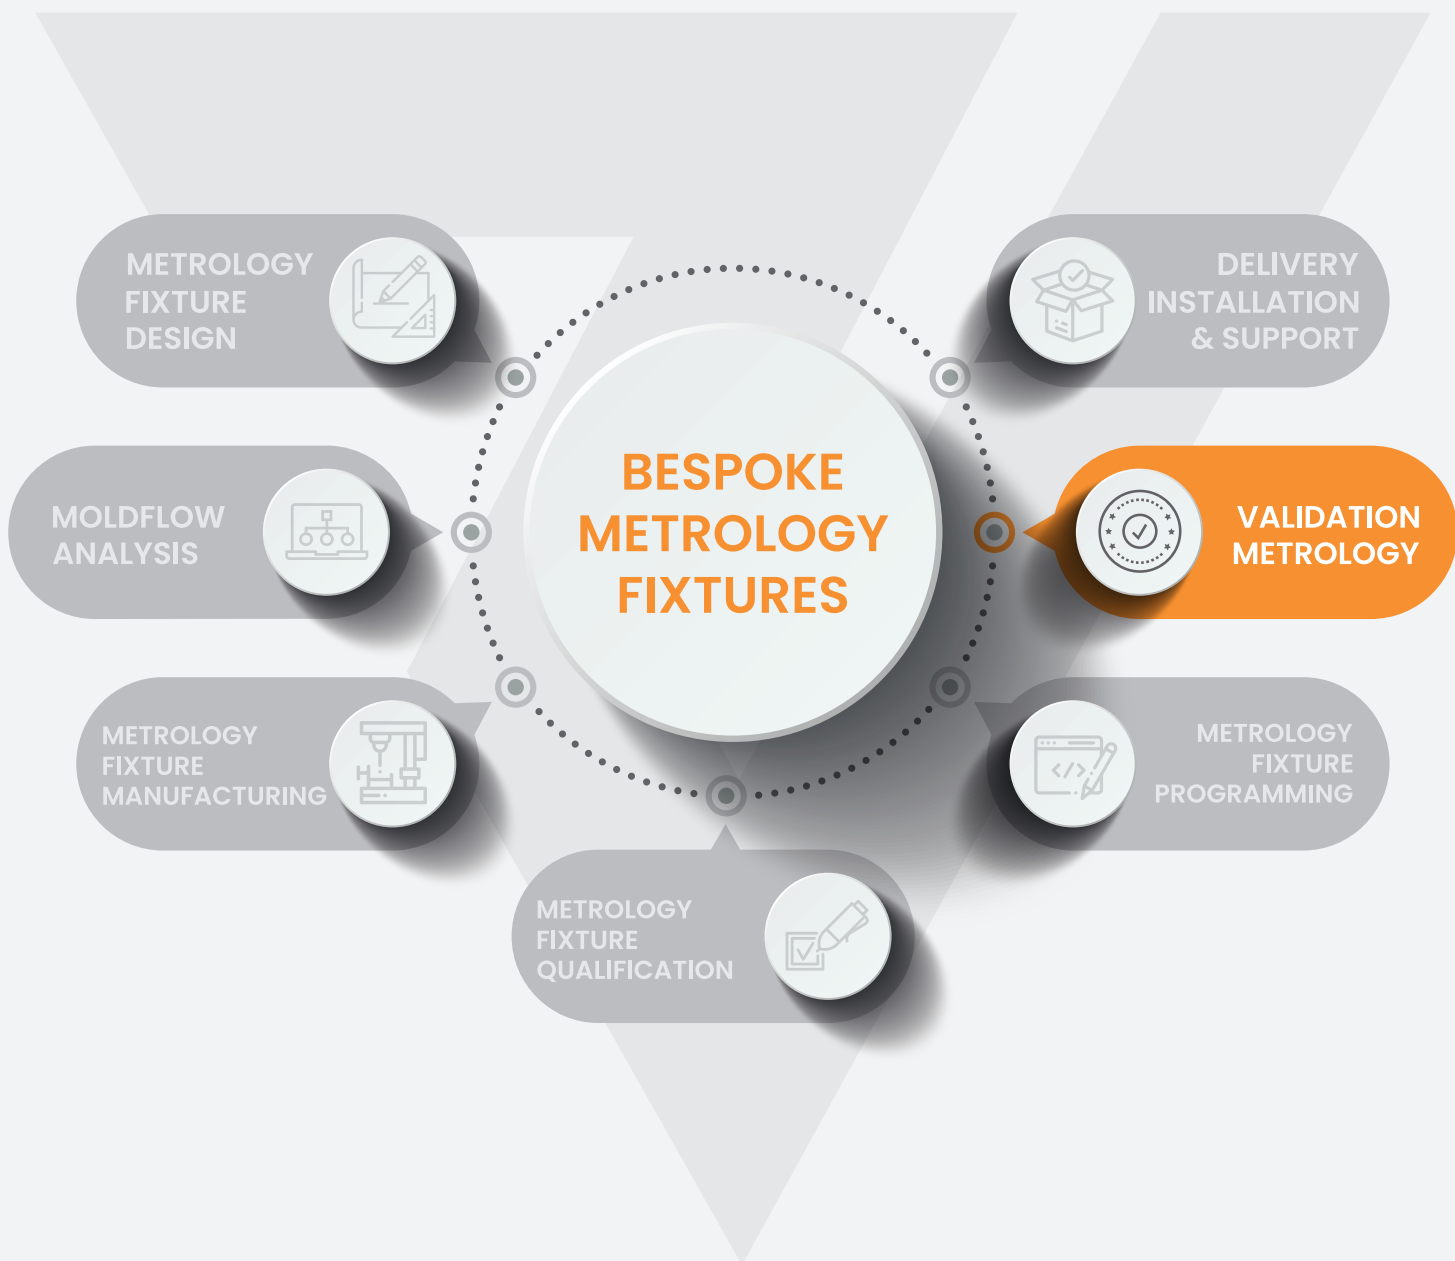 METROLOGY
FIXTURE
DESIGN
MOLDFLOW
ANALYSIS
METROLOGY
FIXTURE
MANUFACTURING
BESPOKE
METROLOGY
FIXTURES
METROLOGY
FIXTURE
QUALIFICATION
DELIVERY
INSTALLATION
& SUPPORT
VALIDATION
METROLOGY
METROLOGY
FIXTURE
PROGRAMMING